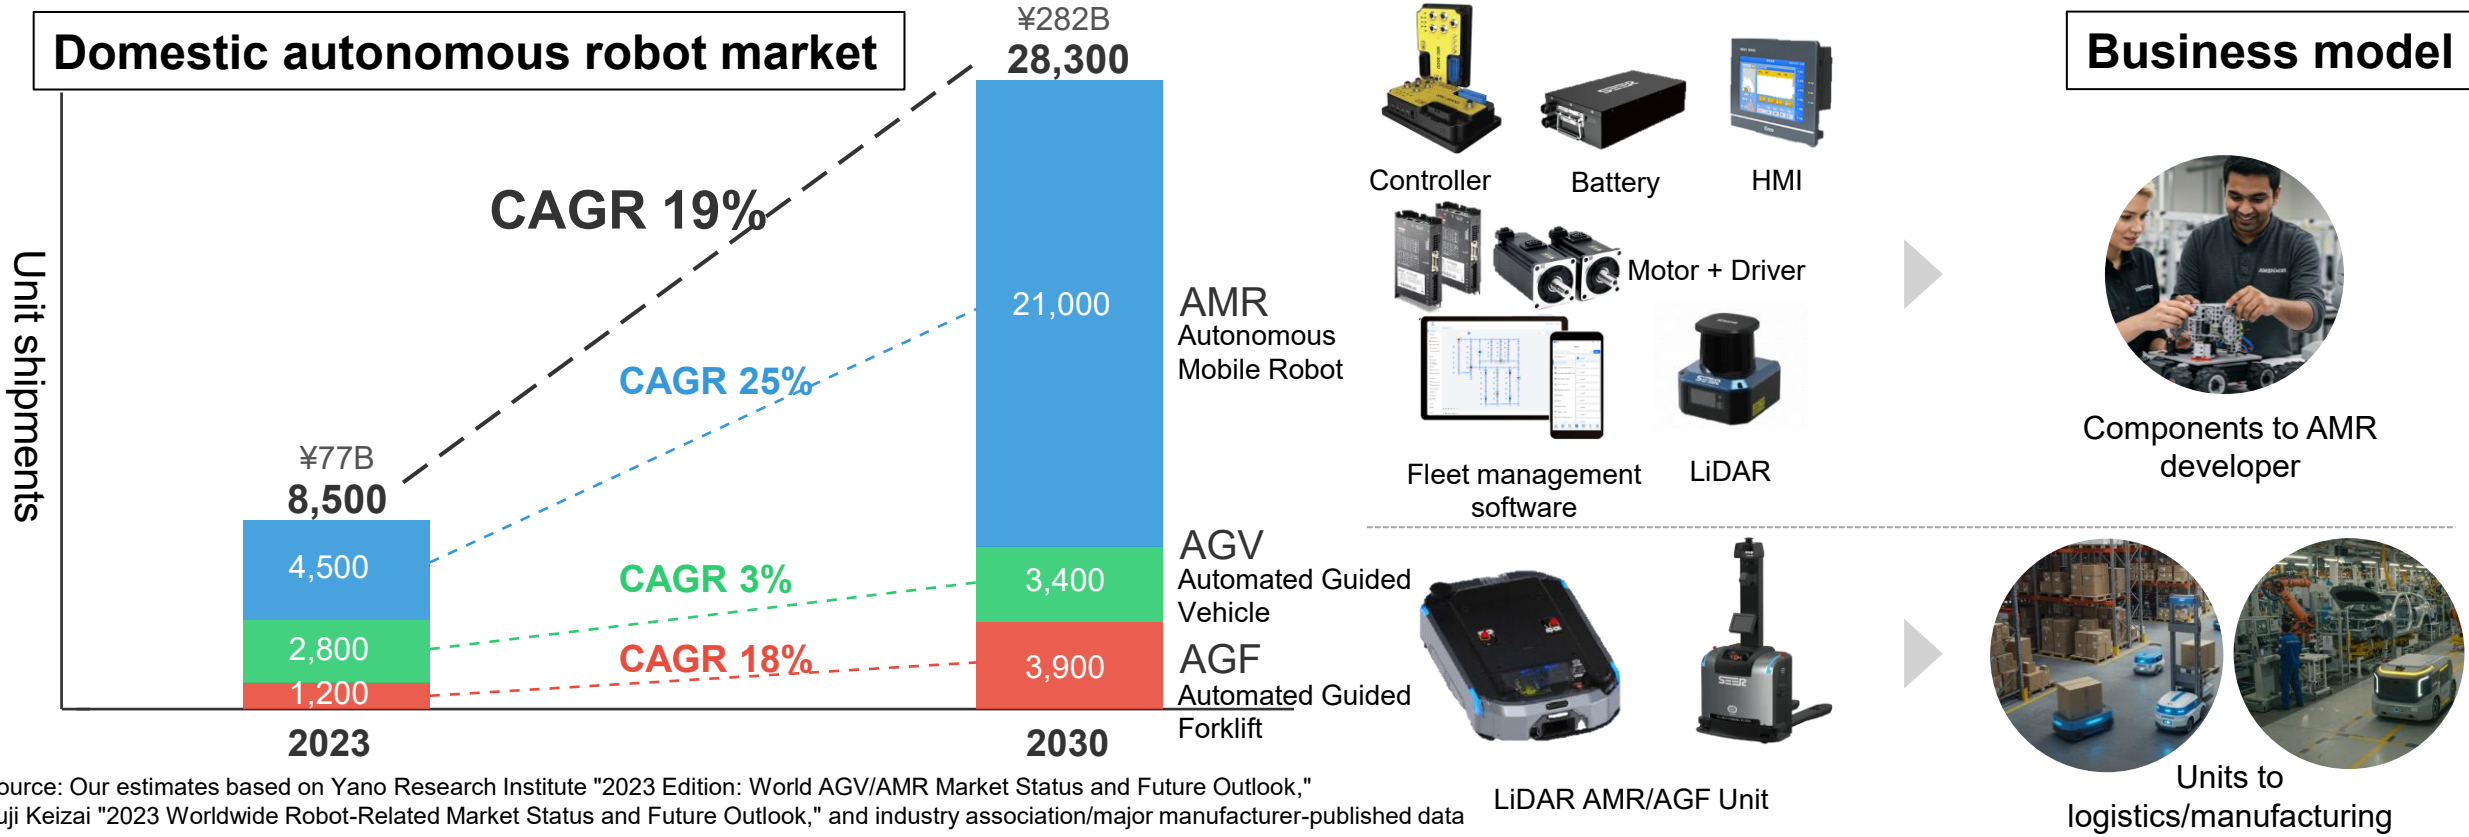 Domestic autonomous robot market
Unit shipments
¥282B
28,300
CAGR 19%
21,000
CAGR 25%
¥77B
8,500
4,500
2,800
1,200
CAGR 3%
CAGR 18%
3,400
3,900
2023
2030
AMR
Autonomous
Mobile Robot
AGV
Automated Guided
Vehicle
AGF
Automated Guided
Forklift
ource: Our estimates based on Yano Research Institute "2023 Edition: World AGV/AMR Market Status and Future Outlook,"
uji Keizai "2023 Worldwide Robot-Related Market Status and Future Outlook," and industry association/major manufacturer-published data
Business model
SEER
Controller
Battery
HMI
Motor + Driver
SEER
Fleet management
software
LiDAR
Components to AMR
developer
SEER
LiDAR AMR/AGF Unit
Units to
logistics/manufacturing